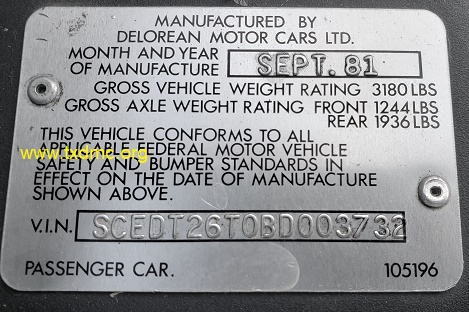 MANUFACTURED BY
DELOREAN MOTOR CARS LTD.
MONTH AND YEAR
OF MANUFACTURE SEPT. 81
GROSS VEHICLE WEIGHT RATING 3180 LBS
GROSS AXLE WEIGHT RATING FRONT 1244 LBS
REAR 1936 LBS
THIS VEHICLE CONFORMS TO ALL
APPLICABLE FEDERAL MOTOR VEHICLE
www.txdmc.org
SAFETY AND BUMPER STANDARDS IN
EFFECT ON THE DATE OF MANUFACTURE
SHOWN ABOVE.
V.I.N. SCEDT26T0BD003732
PASSENGER CAR. 105196